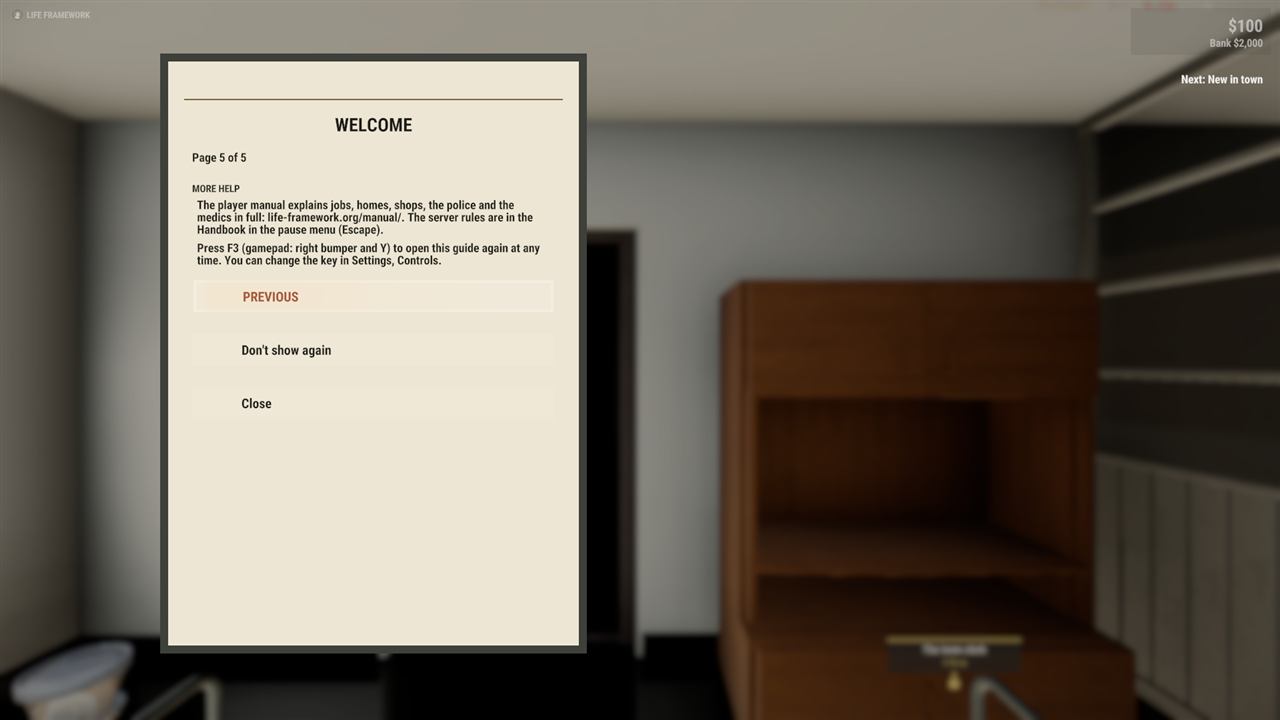 LIFE FRAMEWORK
$100
Bank $2,000
Next: New in town
WELCOME
Page 5 of 5
MORE HELP
The player manual explains jobs, homes, shops, the police and the
medics in full: life-framework.org/manual/. The server rules are in the
Handbook in the pause menu (Escape).
Press F3 (gamepad: right bumper and Y) to open this guide again at any
time. You can change the key in Settings, Controls.
PREVIOUS
Don't show again
Close